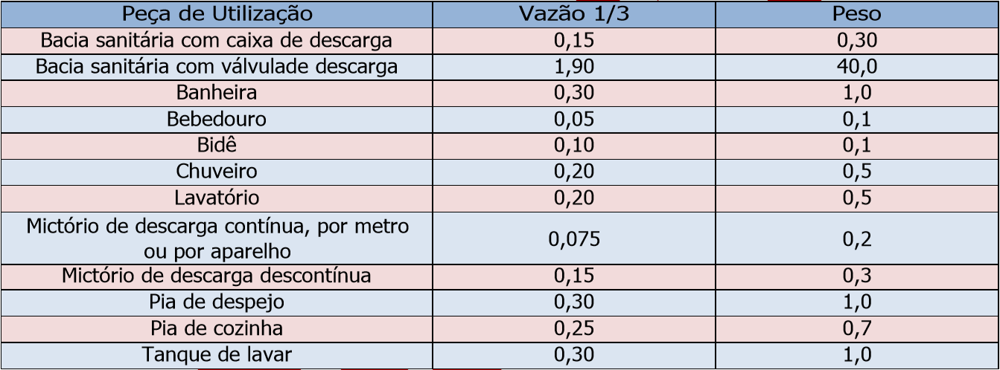 Peça de Utilização Vazão 1/3 Peso
Bacia sanitária com caixa de descarga 0,15 0,30
Bacia sanitária com válvulade descarga 1,90 40,0
Banheira 0,30 1,0
Bebedouro 0,05 0,1
Bidê 0,10 0,1
Chuveiro 0,20 0,5
Lavatório 0,20 0,5
Mictório de descarga contínua, por metro
ou por aparelho 0,075 0,2
Mictório de descarga descontínua 0,15 0,3
Pia de despejo 0,30 1,0
Pia de cozinha 0,25 0,7
Tanque de lavar 0,30 1,0